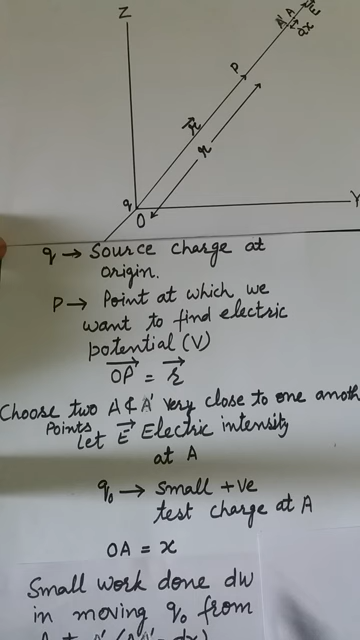 Z
A' A
E
dx
P
r
r
q
O
Y
q → Source charge at
origin.
P → Point at which we
want to find electric
potential (V)
OP = r
Choose two A & A' very close to one anoth
Points
Let E Electric intensity
at A
q₀ → small +ve
test charge at A
OA = x
Small work done dw
in moving q₀ from